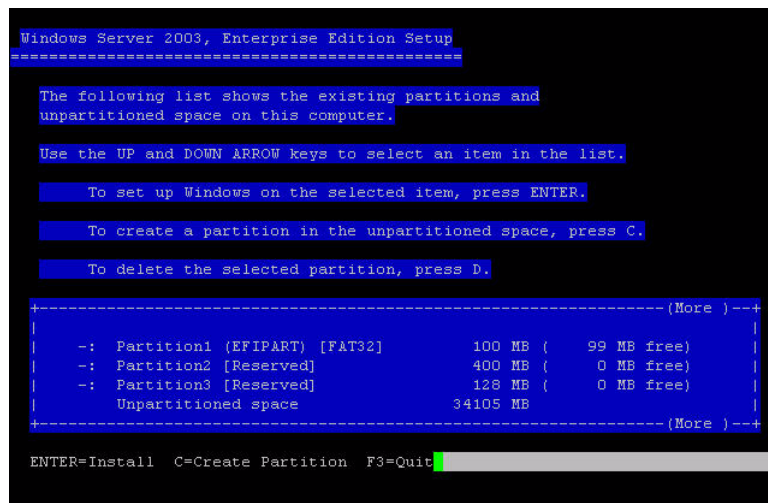 Windows Server 2003, Enterprise Edition Setup
===============================================
The following list shows the existing partitions and
unpartitioned space on this computer.
Use the UP and DOWN ARROW keys to select an item in the list.
To set up Windows on the selected item, press ENTER.
To create a partition in the unpartitioned space, press C.
To delete the selected partition, press D.
(More )
-: Partition1 (EFIPART) [FAT32] 100 MB ( 99 MB free)
-: Partition2 [Reserved] 400 MB ( 0 MB free)
-: Partition3 [Reserved] 128 MB ( 0 MB free)
Unpartitioned space 34105 MB
(More )
ENTER=Install C=Create Partition F3=Quit